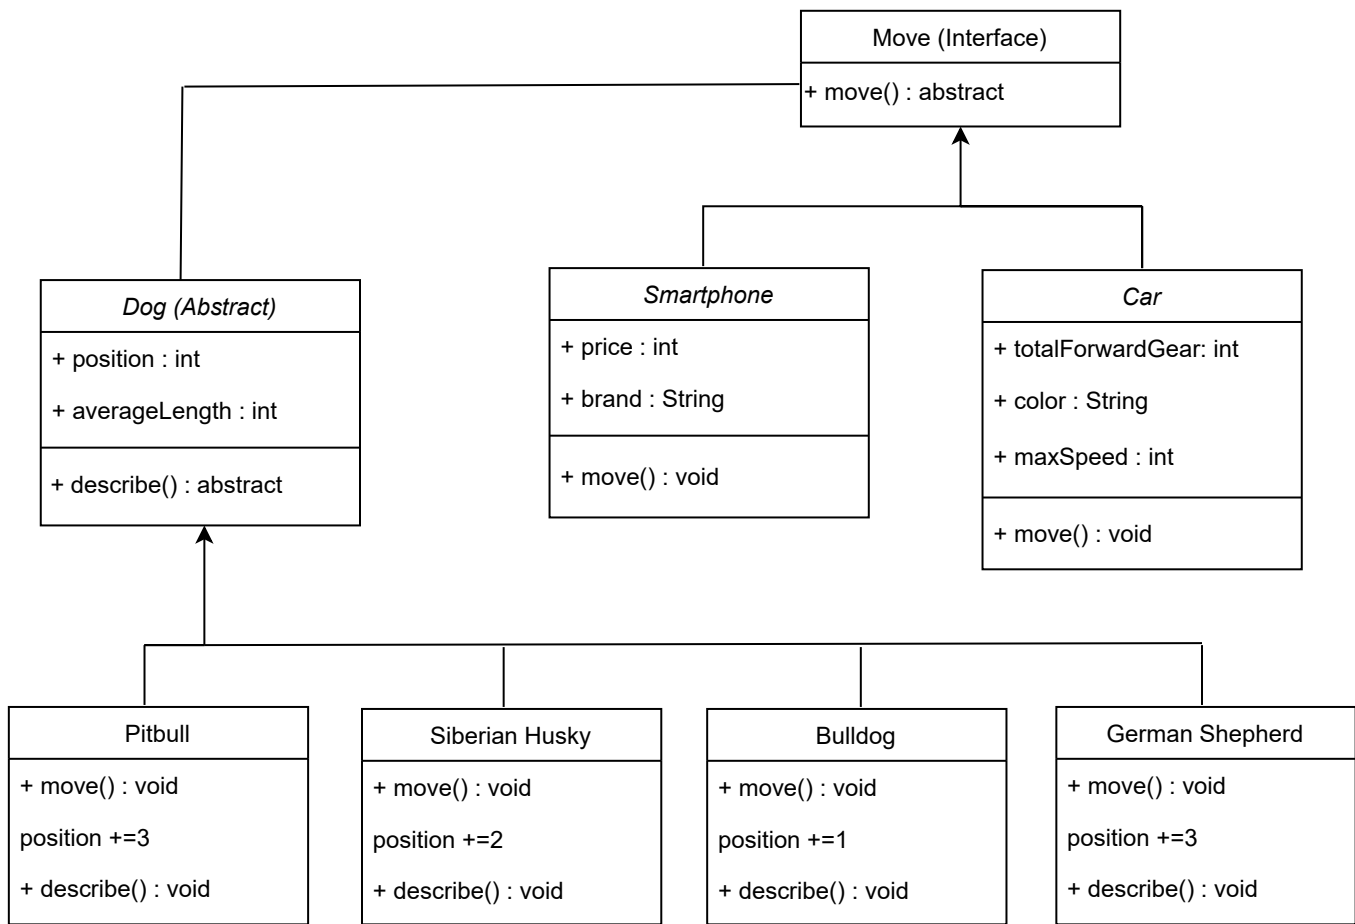 Move (Interface)
+ move() : abstract
Dog (Abstract)
+ position : int
+ averageLength : int
+ describe() : abstract
Smartphone
+ price : int
+ brand : String
+ move() : void
Car
+ totalForwardGear: int
+ color : String
+ maxSpeed : int
+ move() : void
Pitbull
+ move() : void
position +=3
+ describe() : void
Siberian Husky
+ move() : void
position +=2
+ describe() : void
Bulldog
+ move() : void
position +=1
+ describe() : void
German Shepherd
+ move() : void
position +=3
+ describe() : void